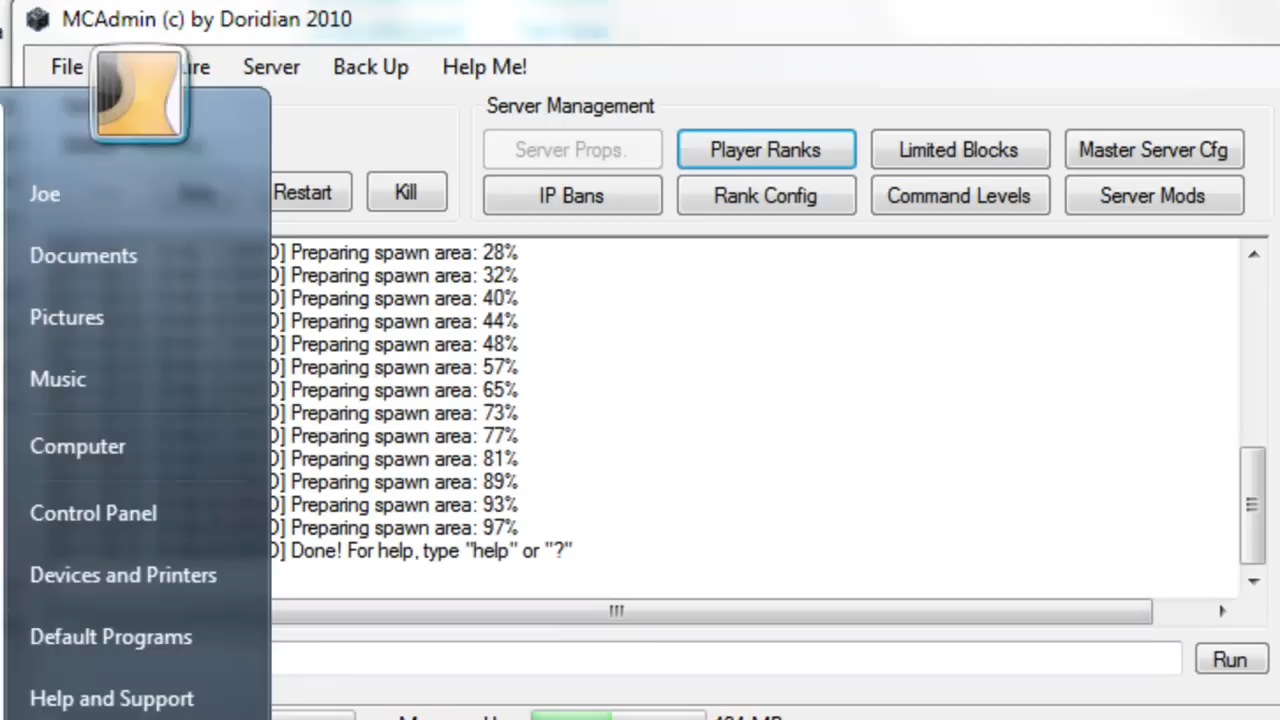 MCAdmin (c) by Doridian 2010
File ure Server Back Up Help Me!
Server Management
Server Props. Player Ranks Limited Blocks Master Server Cfg
Restart Kill IP Bans Rank Config Command Levels Server Mods
Joe
Documents
Pictures
Music
Computer
Control Panel
Devices and Printers
Default Programs
Help and Support
O] Preparing spawn area: 28%
O] Preparing spawn area: 32%
O] Preparing spawn area: 40%
O] Preparing spawn area: 44%
O] Preparing spawn area: 48%
O] Preparing spawn area: 57%
O] Preparing spawn area: 65%
O] Preparing spawn area: 73%
O] Preparing spawn area: 77%
O] Preparing spawn area: 81%
O] Preparing spawn area: 89%
O] Preparing spawn area: 93%
O] Preparing spawn area: 97%
O] Done! For help, type "help" or "?"
Run